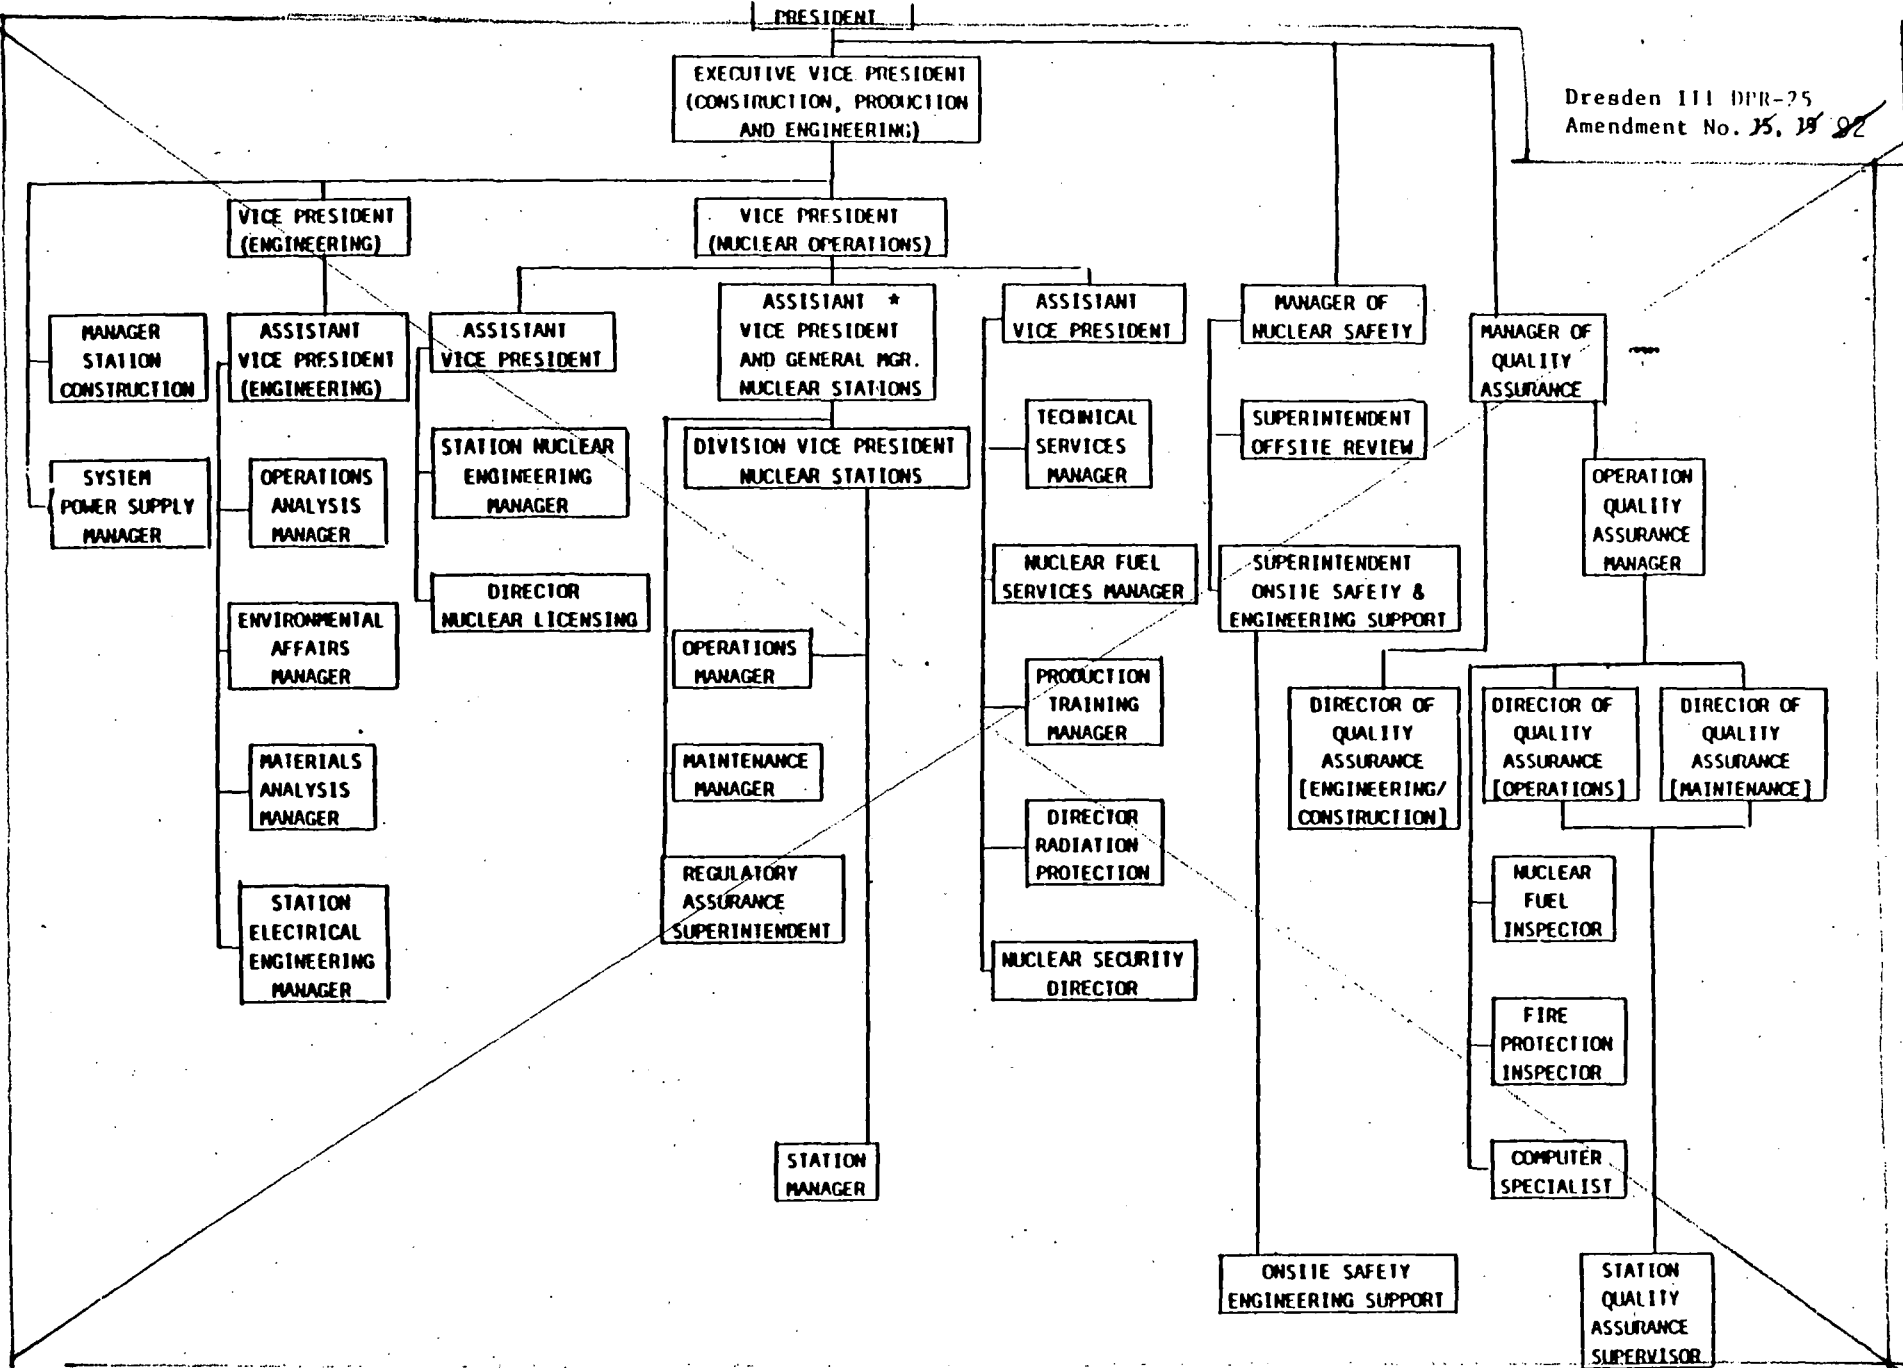 PRESIDENT
EXECUTIVE VICE PRESIDENT
(CONSTRUCTION, PRODUCTION
AND ENGINEERING)
Dresden III DPR-25
Amendment No. 15, 19 82
VICE PRESIDENT
(ENGINEERING)
VICE PRESIDENT
(NUCLEAR OPERATIONS)
MANAGER
STATION
CONSTRUCTION
SYSTEM
POWER SUPPLY
MANAGER
ASSISTANT
VICE PRESIDENT
(ENGINEERING)
OPERATIONS
ANALYSIS
MANAGER
ENVIRONMENTAL
AFFAIRS
MANAGER
MATERIALS
ANALYSIS
MANAGER
STATION
ELECTRICAL
ENGINEERING
MANAGER
ASSISTANT
VICE PRESIDENT
STATION NUCLEAR
ENGINEERING
MANAGER
DIRECTOR
NUCLEAR LICENSING
ASSISTANT *
VICE PRESIDENT
AND GENERAL MGR.
NUCLEAR STATIONS
DIVISION VICE PRESIDENT
NUCLEAR STATIONS
OPERATIONS
MANAGER
MAINTENANCE
MANAGER
REGULATORY
ASSURANCE
SUPERINTENDENT
STATION
MANAGER
ASSISTANT
VICE PRESIDENT
TECHNICAL
SERVICES
MANAGER
NUCLEAR FUEL
SERVICES MANAGER
PRODUCTION
TRAINING
MANAGER
DIRECTOR
RADIATION
PROTECTION
NUCLEAR SECURITY
DIRECTOR
MANAGER OF
NUCLEAR SAFETY
SUPERINTENDENT
OFFSITE REVIEW
SUPERINTENDENT
ONSITE SAFETY &
ENGINEERING SUPPORT
ONSITE SAFETY
ENGINEERING SUPPORT
MANAGER OF
QUALITY
ASSURANCE
OPERATION
QUALITY
ASSURANCE
MANAGER
DIRECTOR OF
QUALITY
ASSURANCE
[ENGINEERING/
CONSTRUCTION]
DIRECTOR OF
QUALITY
ASSURANCE
[OPERATIONS]
DIRECTOR OF
QUALITY
ASSURANCE
[MAINTENANCE]
NUCLEAR
FUEL
INSPECTOR
FIRE
PROTECTION
INSPECTOR
COMPUTER
SPECIALIST
STATION
QUALITY
ASSURANCE
SUPERVISOR